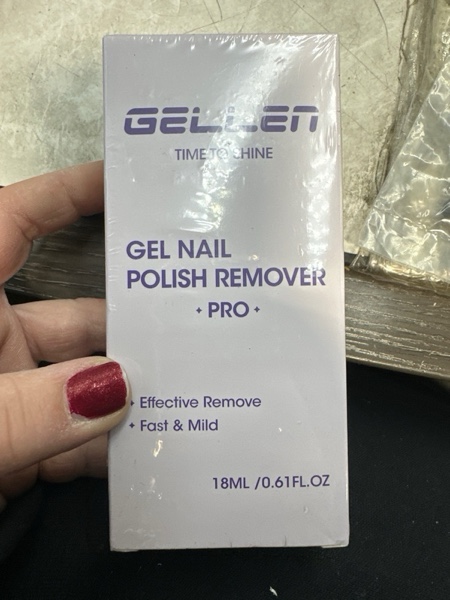 GELLEN
TIME TO SHINE
GEL NAIL
POLISH REMOVER
✦ PRO ✦
✦ Effective Remove
✦ Fast & Mild
18ML /0.61FL.OZ